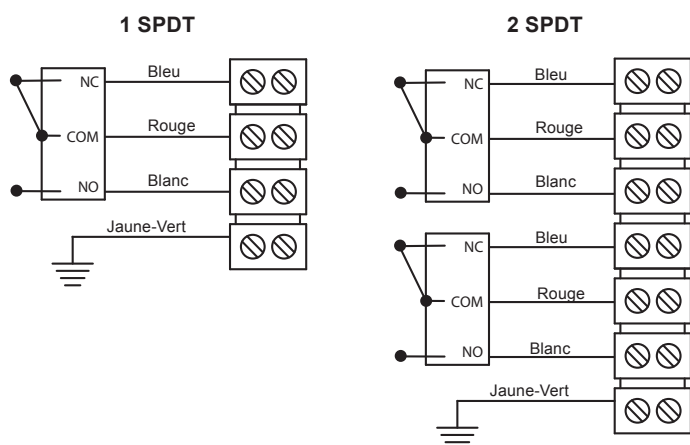 1 SPDT
NC
Bleu
COM
Rouge
NO
Blanc
Jaune-Vert
2 SPDT
NC
Bleu
COM
Rouge
NO
Blanc
NC
Bleu
COM
Rouge
NO
Blanc
Jaune-Vert